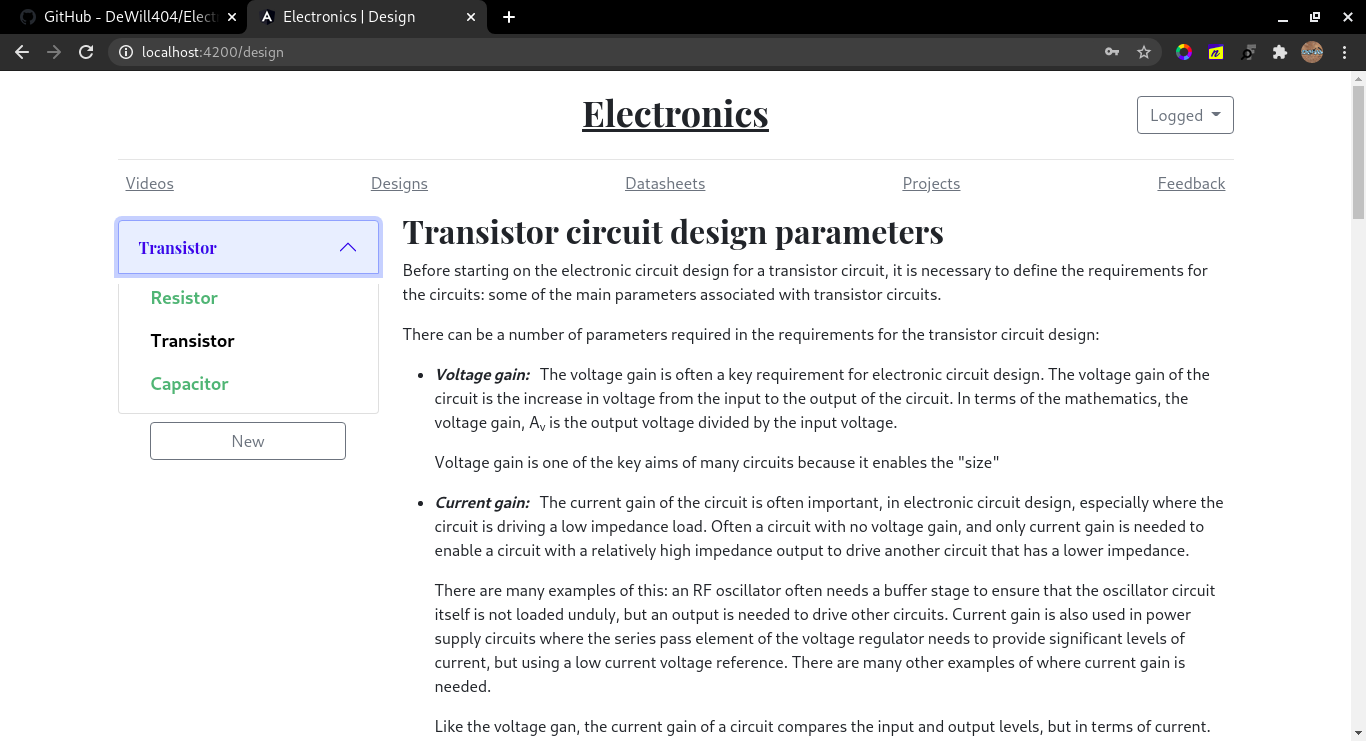 GitHub - DeWill404/Elect
Electronics | Design
localhost:4200/design
Electronics
Logged
Videos
Designs
Datasheets
Projects
Feedback
Transistor
Resistor
Transistor
Capacitor
New
Transistor circuit design parameters
Before starting on the electronic circuit design for a transistor circuit, it is necessary to define the requirements for
the circuits: some of the main parameters associated with transistor circuits.
There can be a number of parameters required in the requirements for the transistor circuit design:
• Voltage gain: The voltage gain is often a key requirement for electronic circuit design. The voltage gain of the
circuit is the increase in voltage from the input to the output of the circuit. In terms of the mathematics, the
voltage gain, Av is the output voltage divided by the input voltage.
Voltage gain is one of the key aims of many circuits because it enables the "size"
• Current gain: The current gain of the circuit is often important, in electronic circuit design, especially where the
circuit is driving a low impedance load. Often a circuit with no voltage gain, and only current gain is needed to
enable a circuit with a relatively high impedance output to drive another circuit that has a lower impedance.
There are many examples of this: an RF oscillator often needs a buffer stage to ensure that the oscillator circuit
itself is not loaded unduly, but an output is needed to drive other circuits. Current gain is also used in power
supply circuits where the series pass element of the voltage regulator needs to provide significant levels of
current, but using a low current voltage reference. There are many other examples of where current gain is
needed.
Like the voltage gan, the current gain of a circuit compares the input and output levels, but in terms of current.